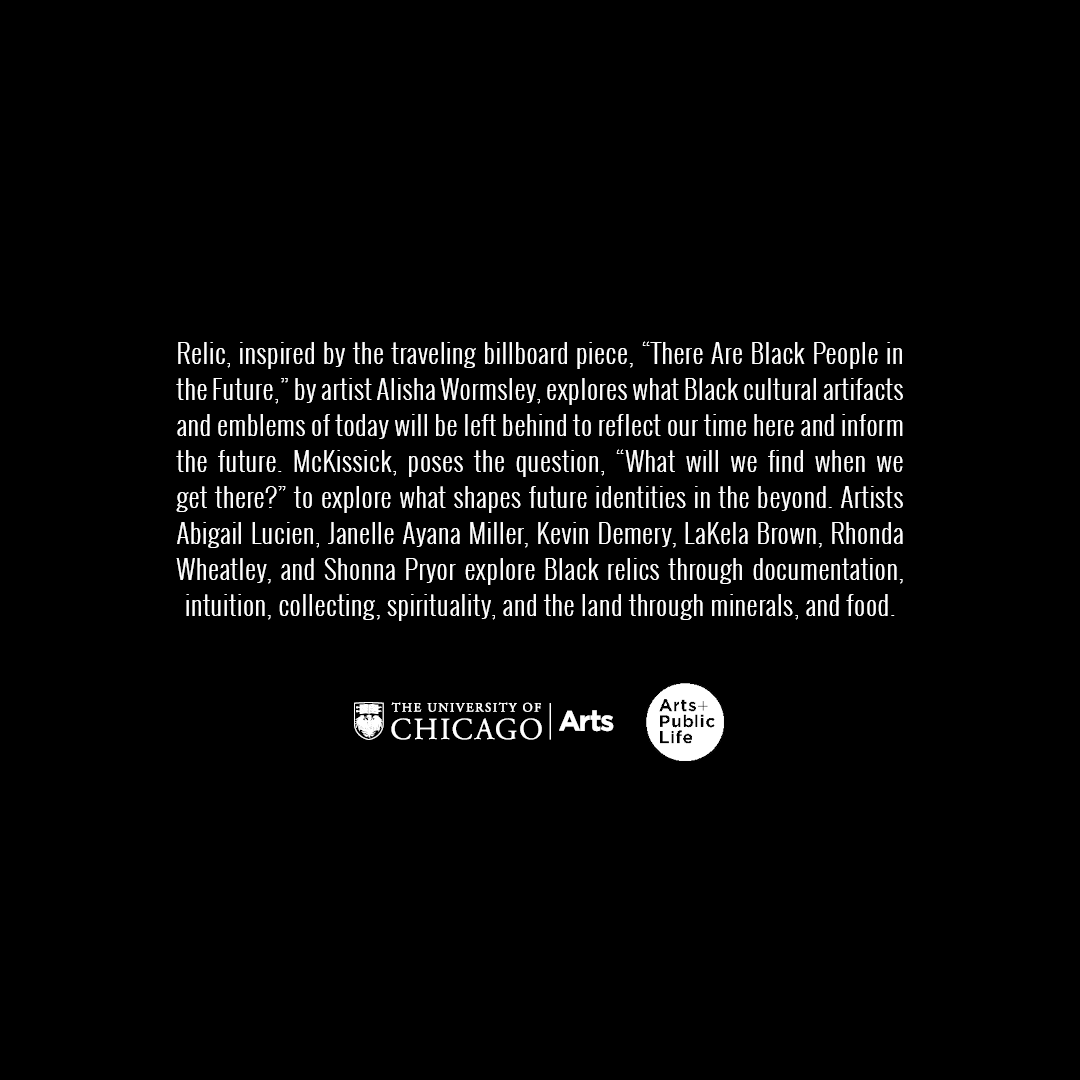 Relic, inspired by the traveling billboard piece, “There Are Black People in
the Future,” by artist Alisha Wormsley, explores what Black cultural artifacts
and emblems of today will be left behind to reflect our time here and inform
the future. McKissick, poses the question, “What will we find when we
get there?” to explore what shapes future identities in the beyond. Artists
Abigail Lucien, Janelle Ayana Miller, Kevin Demery, LaKela Brown, Rhonda
Wheatley, and Shonna Pryor explore Black relics through documentation,
intuition, collecting, spirituality, and the land through minerals, and food.
THE UNIVERSITY OF
CHICAGO
Arts
Arts+
Public
Life